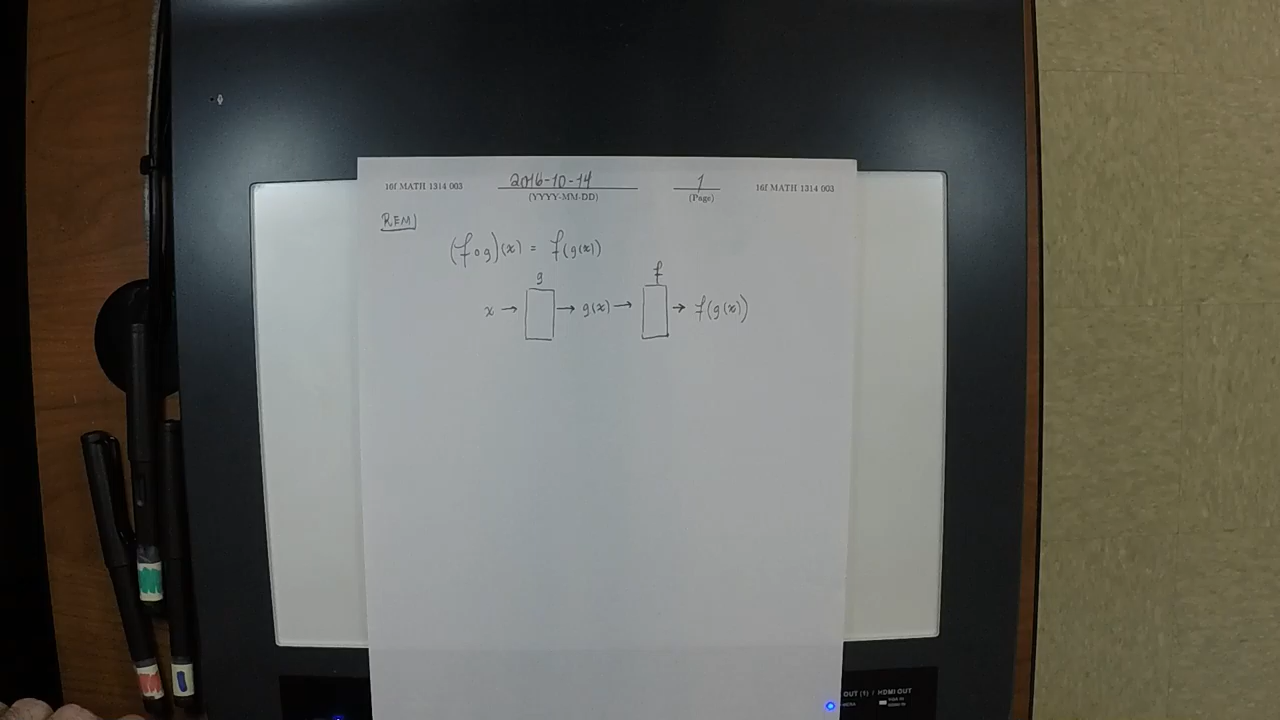 16f MATH 1314 003 2016-10-14 1 16f MATH 1314 003
(YYYY-MM-DD) (Page)
REM
(f∘g)(x) = f(g(x))
g f
x → → g(x) → → f(g(x))
OUT (1) / HDMI OUT